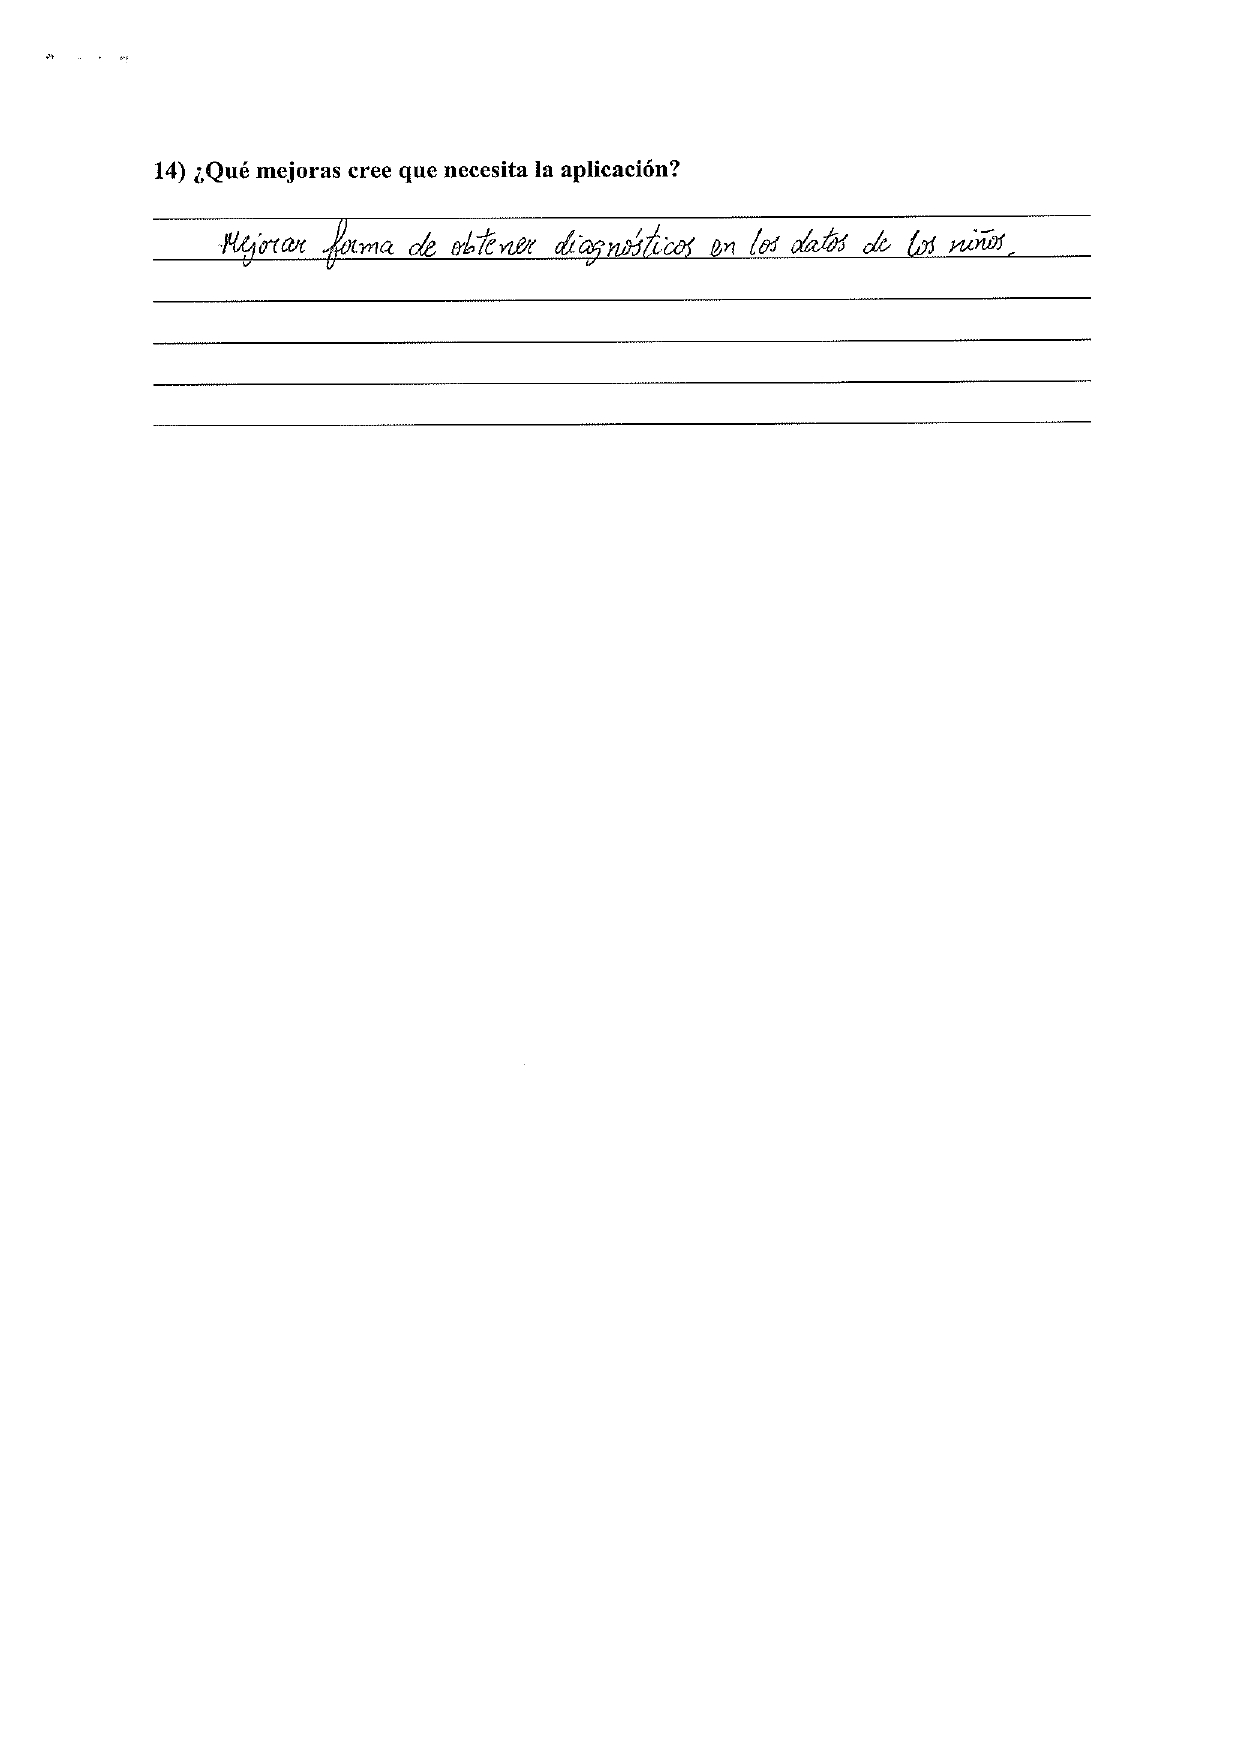 14) ¿Qué mejoras cree que necesita la aplicación?
Mejorar forma de obtener diagnósticos en los datos de los niños.